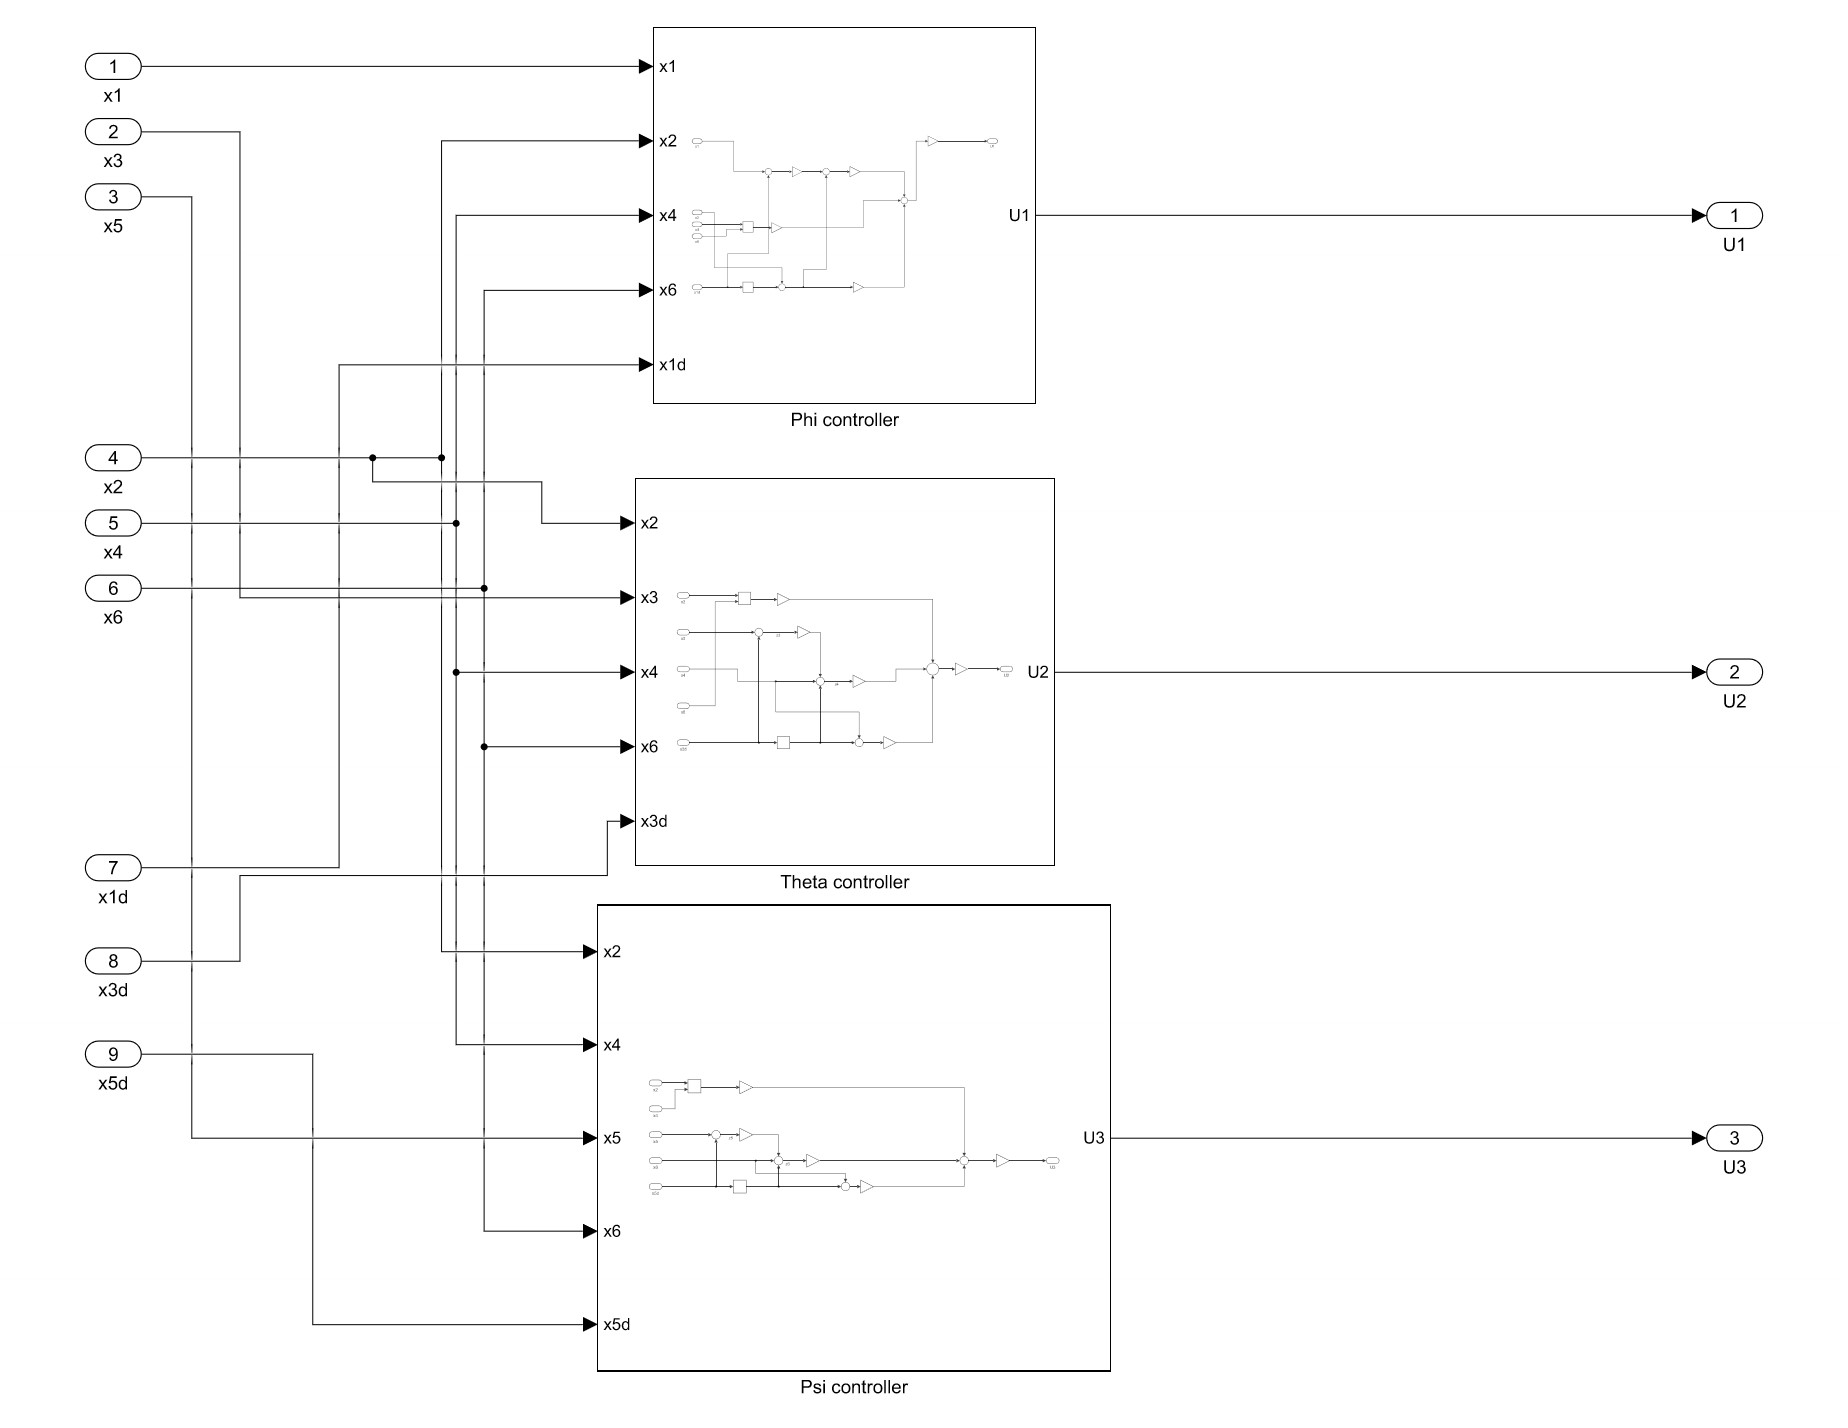 1
x1
2
x3
3
x5
4
x2
5
x4
6
x6
7
x1d
8
x3d
9
x5d
x1
x2
x4
x6
x1d
U1
Phi controller
x2
x3
x4
x6
x3d
U2
Theta controller
x2
x4
x5
x6
x5d
U3
Psi controller
1
U1
2
U2
3
U3